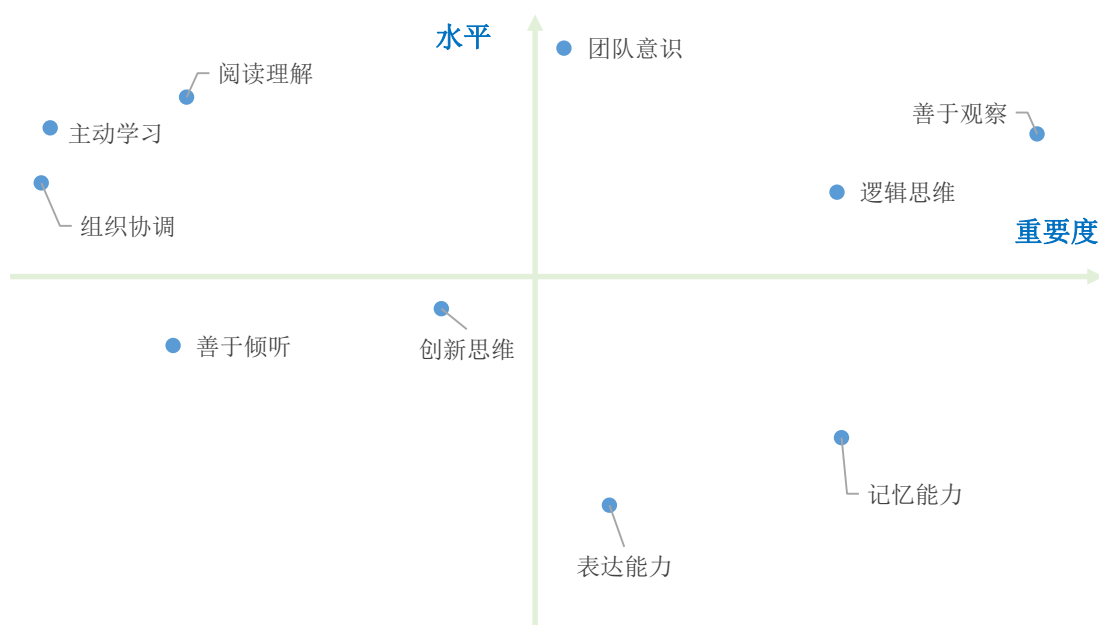 水平
团队意识
阅读理解
善于观察
主动学习
逻辑思维
组织协调
重要度
善于倾听
创新思维
记忆能力
表达能力